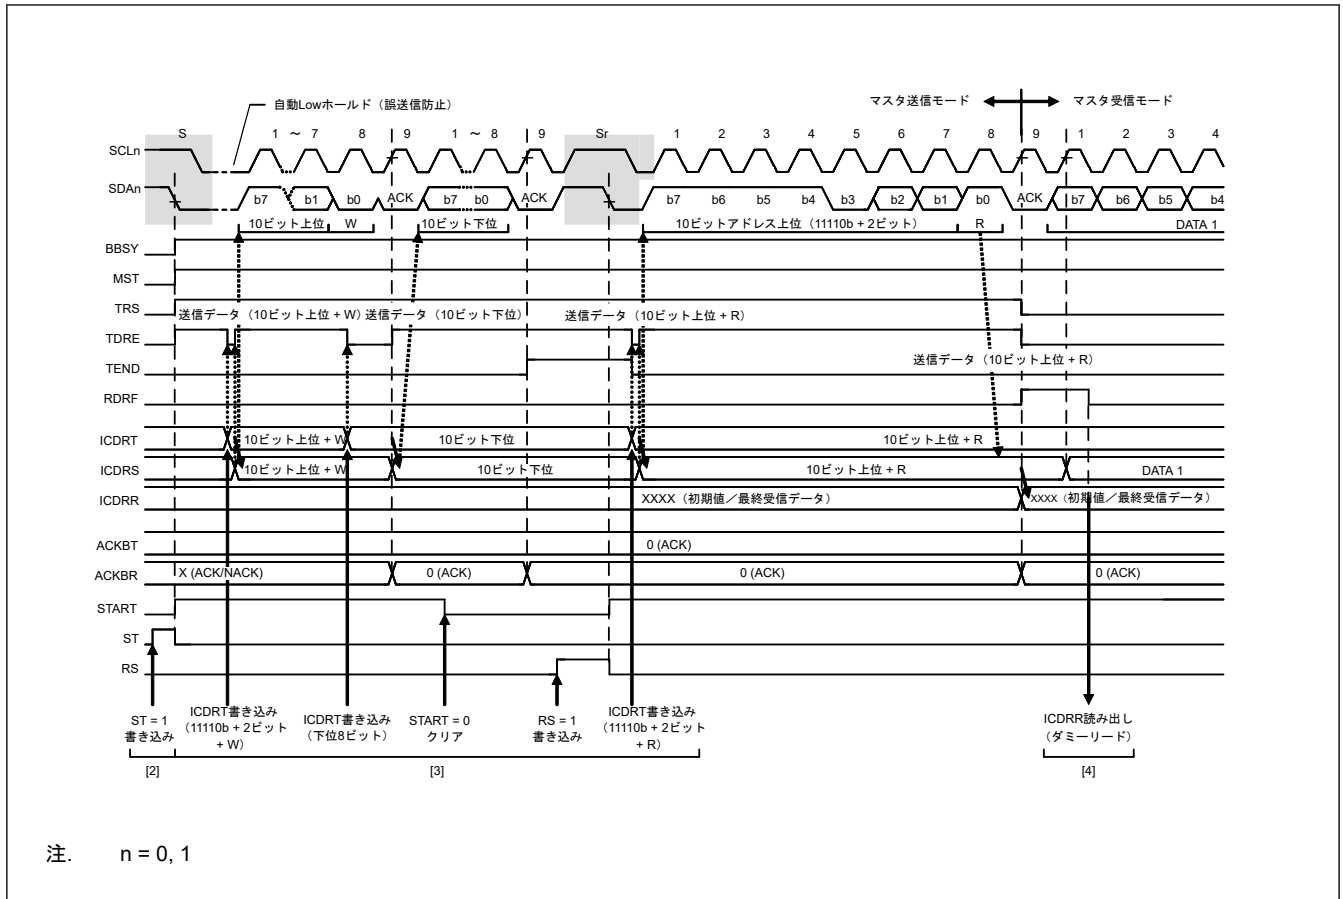 自動Lowホールド（誤送信防止）
マスタ送信モード
マスタ受信モード
S
1 ～ 7
8
9
1 ～ 8
9
Sr
1
2
3
4
5
6
7
8
9
1
2
3
4
SCLn
SDAn
b7
b1
b0
ACK
b7
b0
ACK
b7
b6
b5
b4
b3
b2
b1
b0
ACK
b7
b6
b5
b4
10ビット上位
W
10ビット下位
10ビットアドレス上位（11110b + 2ビット）
R
DATA 1
BBSY
MST
TRS
送信データ（10ビット上位 + W）
送信データ（10ビット下位）
送信データ（10ビット上位 + R）
TDRE
TEND
送信データ（10ビット上位 + R）
RDRF
ICDRT
10ビット上位 + W
10ビット下位
10ビット上位 + R
ICDRS
10ビット上位 + W
10ビット下位
10ビット上位 + R
DATA 1
ICDRR
XXXX（初期値／最終受信データ）
XXXX（初期値／最終受信データ）
ACKBT
0 (ACK)
ACKBR
X (ACK/NACK)
0 (ACK)
0 (ACK)
0 (ACK)
START
ST
RS
ST = 1
書き込み
ICDRT書き込み
（11110b + 2ビット
+ W）
ICDRT書き込み
（下位8ビット）
START = 0
クリア
RS = 1
書き込み
ICDRT書き込み
（11110b + 2ビット
+ R）
ICDRR読み出し
（ダミーリード）
[2]
[3]
[4]
注. n = 0, 1